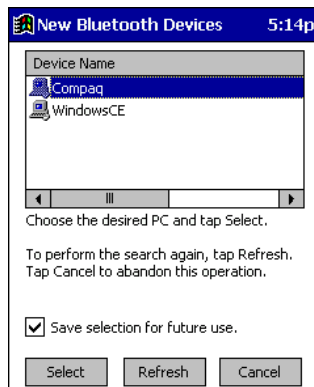 New Bluetooth Devices 5:14p
Device Name
Compaq
WindowsCE
Choose the desired PC and tap Select.
To perform the search again, tap Refresh.
Tap Cancel to abandon this operation.
Save selection for future use.
Select Refresh Cancel